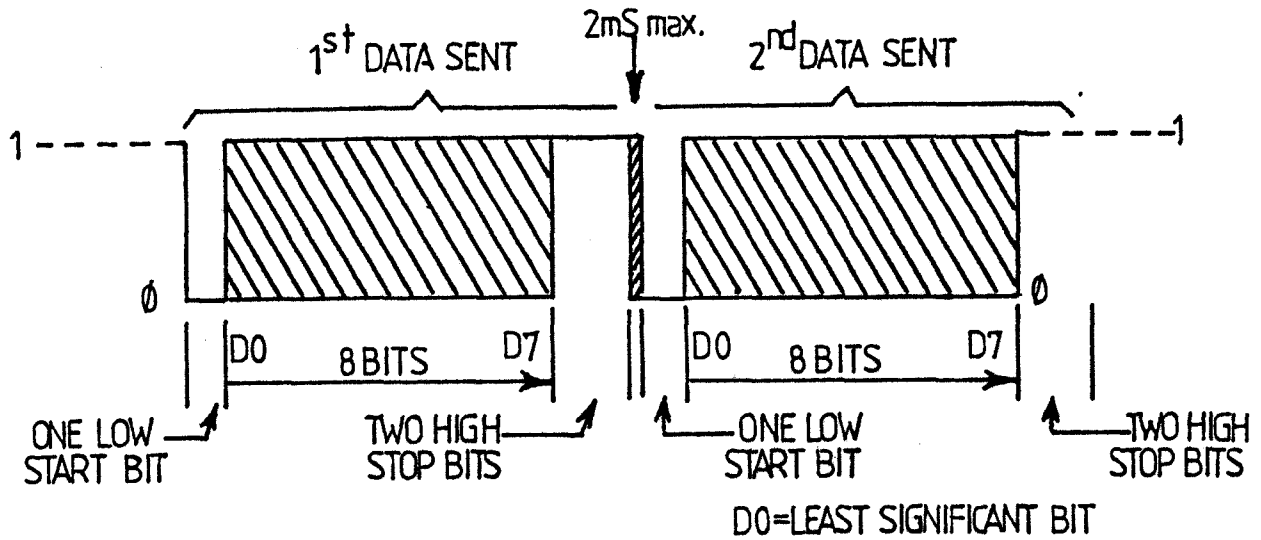 2mS max.
1st DATA SENT
2nd DATA SENT
1
1
0
0
D0
8 BITS
D7
D0
8 BITS
D7
ONE LOW
START BIT
TWO HIGH
STOP BITS
ONE LOW
START BIT
TWO HIGH
STOP BITS
D0=LEAST SIGNIFICANT BIT